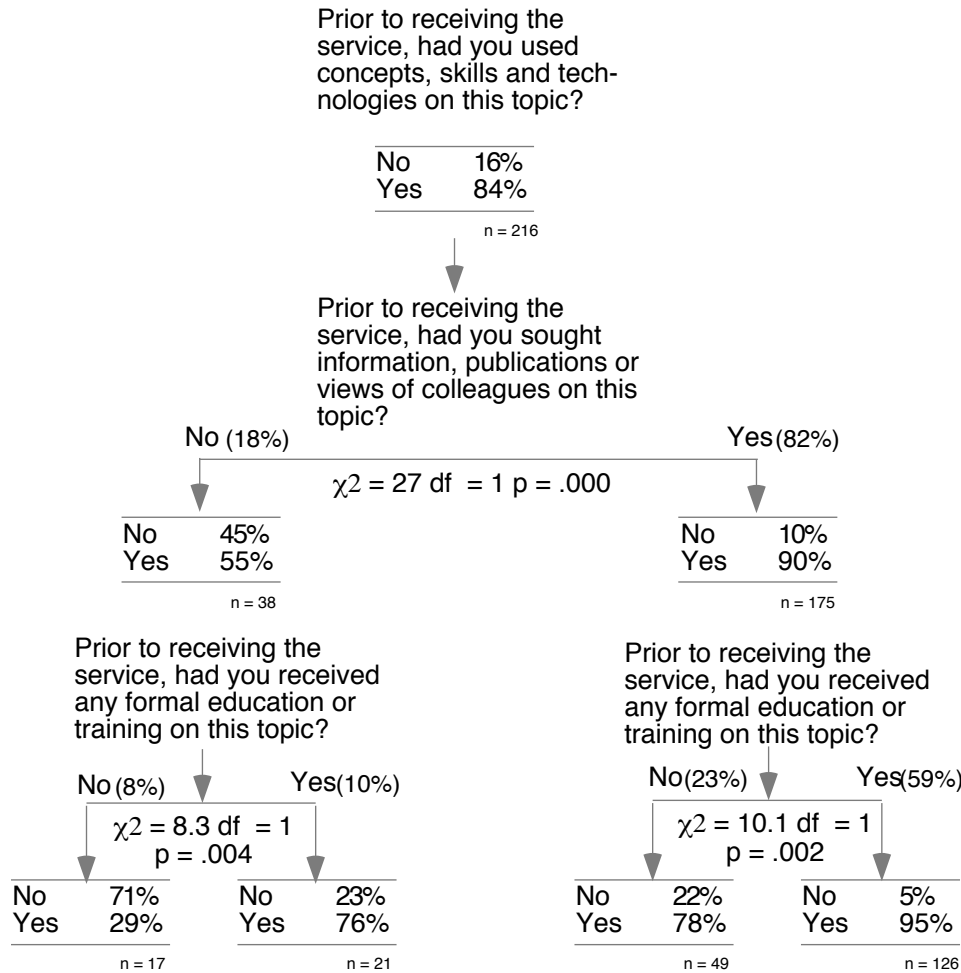 Prior to receiving the
service, had you used
concepts, skills and tech-
nologies on this topic?
No 16%
Yes 84%
n = 216
Prior to receiving the
service, had you sought
information, publications or
views of colleagues on this
topic?
No (18%)
Yes(82%)
χ2 = 27 df = 1 p = .000
No 45%
Yes 55%
n = 38
No 10%
Yes 90%
n = 175
Prior to receiving the
service, had you received
any formal education or
training on this topic?
No(8%)
Yes(10%)
χ2 = 8.3 df = 1
p = .004
No 71%
Yes 29%
n = 17
No 23%
Yes 76%
n = 21
Prior to receiving the
service, had you received
any formal education or
training on this topic?
No(23%)
Yes(59%)
χ2 = 10.1 df = 1
p = .002
No 22%
Yes 78%
n = 49
No 5%
Yes 95%
n = 126